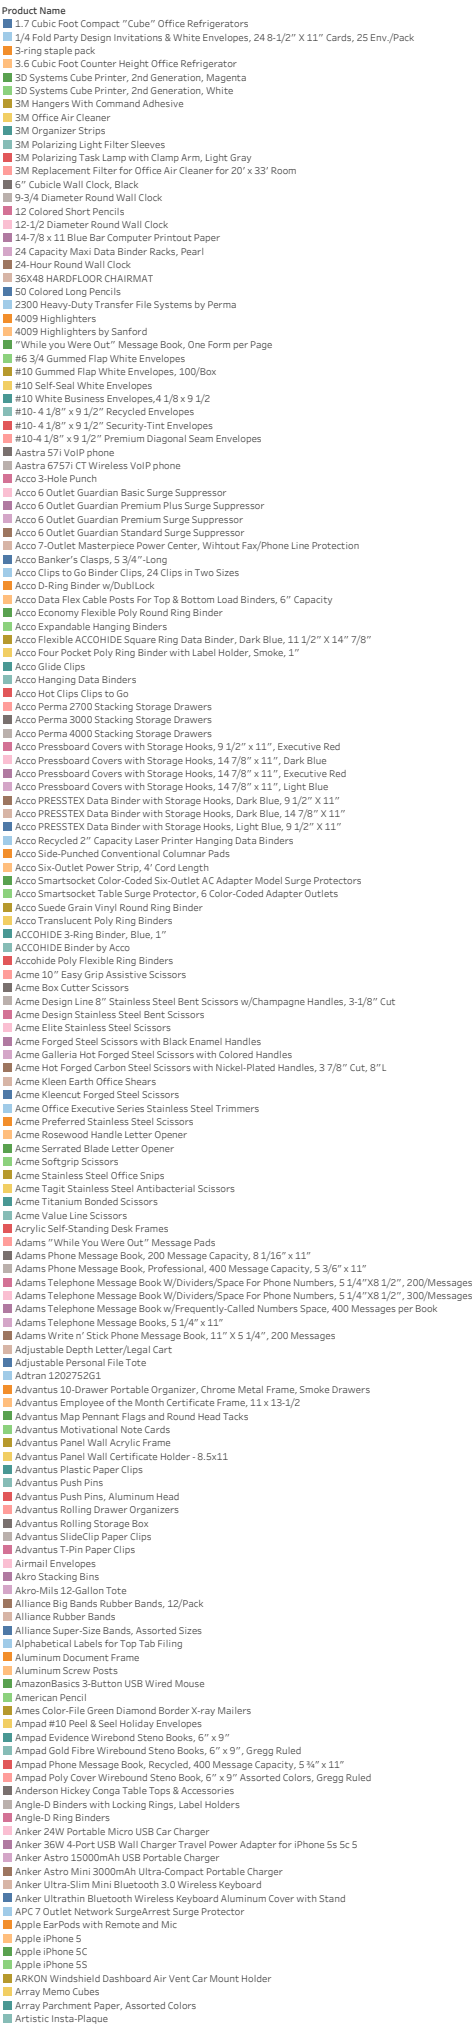 Product Name
1.7 Cubic Foot Compact "Cube" Office Refrigerators
1/4 Fold Party Design Invitations & White Envelopes, 24 8-1/2" X 11" Cards, 25 Env./Pack
3-ring staple pack
3.6 Cubic Foot Counter Height Office Refrigerator
3D Systems Cube Printer, 2nd Generation, Magenta
3D Systems Cube Printer, 2nd Generation, White
3M Hangers With Command Adhesive
3M Office Air Cleaner
3M Organizer Strips
3M Polarizing Light Filter Sleeves
3M Polarizing Task Lamp with Clamp Arm, Light Gray
3M Replacement Filter for Office Air Cleaner for 20' x 33' Room
6" Cubicle Wall Clock, Black
9-3/4 Diameter Round Wall Clock
12 Colored Short Pencils
12-1/2 Diameter Round Wall Clock
14-7/8 x 11 Blue Bar Computer Printout Paper
24 Capacity Maxi Data Binder Racks, Pearl
24-Hour Round Wall Clock
36X48 HARDFLOOR CHAIRMAT
50 Colored Long Pencils
2300 Heavy-Duty Transfer File Systems by Perma
4009 Highlighters
4009 Highlighters by Sanford
"While you Were Out" Message Book, One Form per Page
#6 3/4 Gummed Flap White Envelopes
#10 Gummed Flap White Envelopes, 100/Box
#10 Self-Seal White Envelopes
#10 White Business Envelopes,4 1/8 x 9 1/2
#10- 4 1/8" x 9 1/2" Recycled Envelopes
#10- 4 1/8" x 9 1/2" Security-Tint Envelopes
#10-4 1/8" x 9 1/2" Premium Diagonal Seam Envelopes
Aastra 57i VoIP phone
Aastra 6757i CT Wireless VoIP phone
Acco 3-Hole Punch
Acco 6 Outlet Guardian Basic Surge Suppressor
Acco 6 Outlet Guardian Premium Plus Surge Suppressor
Acco 6 Outlet Guardian Premium Surge Suppressor
Acco 6 Outlet Guardian Standard Surge Suppressor
Acco 7-Outlet Masterpiece Power Center, Wihtout Fax/Phone Line Protection
Acco Banker's Clasps, 5 3/4"-Long
Acco Clips to Go Binder Clips, 24 Clips in Two Sizes
Acco D-Ring Binder w/DublLock
Acco Data Flex Cable Posts For Top & Bottom Load Binders, 6" Capacity
Acco Economy Flexible Poly Round Ring Binder
Acco Expandable Hanging Binders
Acco Flexible ACCOHIDE Square Ring Data Binder, Dark Blue, 11 1/2" X 14" 7/8"
Acco Four Pocket Poly Ring Binder with Label Holder, Smoke, 1"
Acco Glide Clips
Acco Hanging Data Binders
Acco Hot Clips Clips to Go
Acco Perma 2700 Stacking Storage Drawers
Acco Perma 3000 Stacking Storage Drawers
Acco Perma 4000 Stacking Storage Drawers
Acco Pressboard Covers with Storage Hooks, 9 1/2" x 11", Executive Red
Acco Pressboard Covers with Storage Hooks, 14 7/8" x 11", Dark Blue
Acco Pressboard Covers with Storage Hooks, 14 7/8" x 11", Executive Red
Acco Pressboard Covers with Storage Hooks, 14 7/8" x 11", Light Blue
Acco PRESSTEX Data Binder with Storage Hooks, Dark Blue, 9 1/2" X 11"
Acco PRESSTEX Data Binder with Storage Hooks, Dark Blue, 14 7/8" X 11"
Acco PRESSTEX Data Binder with Storage Hooks, Light Blue, 9 1/2" X 11"
Acco Recycled 2" Capacity Laser Printer Hanging Data Binders
Acco Side-Punched Conventional Columnar Pads
Acco Six-Outlet Power Strip, 4' Cord Length
Acco Smartsocket Color-Coded Six-Outlet AC Adapter Model Surge Protectors
Acco Smartsocket Table Surge Protector, 6 Color-Coded Adapter Outlets
Acco Suede Grain Vinyl Round Ring Binder
Acco Translucent Poly Ring Binders
ACCOHIDE 3-Ring Binder, Blue, 1"
ACCOHIDE Binder by Acco
Accohide Poly Flexible Ring Binders
Acme 10" Easy Grip Assistive Scissors
Acme Box Cutter Scissors
Acme Design Line 8" Stainless Steel Bent Scissors w/Champagne Handles, 3-1/8" Cut
Acme Design Stainless Steel Bent Scissors
Acme Elite Stainless Steel Scissors
Acme Forged Steel Scissors with Black Enamel Handles
Acme Galleria Hot Forged Steel Scissors with Colored Handles
Acme Hot Forged Carbon Steel Scissors with Nickel-Plated Handles, 3 7/8" Cut, 8"L
Acme Kleen Earth Office Shears
Acme Kleencut Forged Steel Scissors
Acme Office Executive Series Stainless Steel Trimmers
Acme Preferred Stainless Steel Scissors
Acme Rosewood Handle Letter Opener
Acme Serrated Blade Letter Opener
Acme Softgrip Scissors
Acme Stainless Steel Office Snips
Acme Tagit Stainless Steel Antibacterial Scissors
Acme Titanium Bonded Scissors
Acme Value Line Scissors
Acrylic Self-Standing Desk Frames
Adams "While You Were Out" Message Pads
Adams Phone Message Book, 200 Message Capacity, 8 1/16" x 11"
Adams Phone Message Book, Professional, 400 Message Capacity, 5 3/6" x 11"
Adams Telephone Message Book W/Dividers/Space For Phone Numbers, 5 1/4"X8 1/2", 200/Messages
Adams Telephone Message Book W/Dividers/Space For Phone Numbers, 5 1/4"X8 1/2", 300/Messages
Adams Telephone Message Book w/Frequently-Called Numbers Space, 400 Messages per Book
Adams Telephone Message Books, 5 1/4" x 11"
Adams Write n' Stick Phone Message Book, 11" X 5 1/4", 200 Messages
Adjustable Depth Letter/Legal Cart
Adjustable Personal File Tote
Adtran 1202752G1
Advantus 10-Drawer Portable Organizer, Chrome Metal Frame, Smoke Drawers
Advantus Employee of the Month Certificate Frame, 11 x 13-1/2
Advantus Map Pennant Flags and Round Head Tacks
Advantus Motivational Note Cards
Advantus Panel Wall Acrylic Frame
Advantus Panel Wall Certificate Holder - 8.5x11
Advantus Plastic Paper Clips
Advantus Push Pins
Advantus Push Pins, Aluminum Head
Advantus Rolling Drawer Organizers
Advantus Rolling Storage Box
Advantus SlideClip Paper Clips
Advantus T-Pin Paper Clips
Airmail Envelopes
Akro Stacking Bins
Akro-Mils 12-Gallon Tote
Alliance Big Bands Rubber Bands, 12/Pack
Alliance Rubber Bands
Alliance Super-Size Bands, Assorted Sizes
Alphabetical Labels for Top Tab Filing
Aluminum Document Frame
Aluminum Screw Posts
AmazonBasics 3-Button USB Wired Mouse
American Pencil
Ames Color-File Green Diamond Border X-ray Mailers
Ampad #10 Peel & Seel Holiday Envelopes
Ampad Evidence Wirebond Steno Books, 6" x 9"
Ampad Gold Fibre Wirebound Steno Books, 6" x 9", Gregg Ruled
Ampad Phone Message Book, Recycled, 400 Message Capacity, 5 ¾" x 11"
Ampad Poly Cover Wirebound Steno Book, 6" x 9" Assorted Colors, Gregg Ruled
Anderson Hickey Conga Table Tops & Accessories
Angle-D Binders with Locking Rings, Label Holders
Angle-D Ring Binders
Anker 24W Portable Micro USB Car Charger
Anker 36W 4-Port USB Wall Charger Travel Power Adapter for iPhone 5s 5c 5
Anker Astro 15000mAh USB Portable Charger
Anker Astro Mini 3000mAh Ultra-Compact Portable Charger
Anker Ultra-Slim Mini Bluetooth 3.0 Wireless Keyboard
Anker Ultrathin Bluetooth Wireless Keyboard Aluminum Cover with Stand
APC 7 Outlet Network SurgeArrest Surge Protector
Apple EarPods with Remote and Mic
Apple iPhone 5
Apple iPhone 5C
Apple iPhone 5S
ARKON Windshield Dashboard Air Vent Car Mount Holder
Array Memo Cubes
Array Parchment Paper, Assorted Colors
Artistic Insta-Plaque